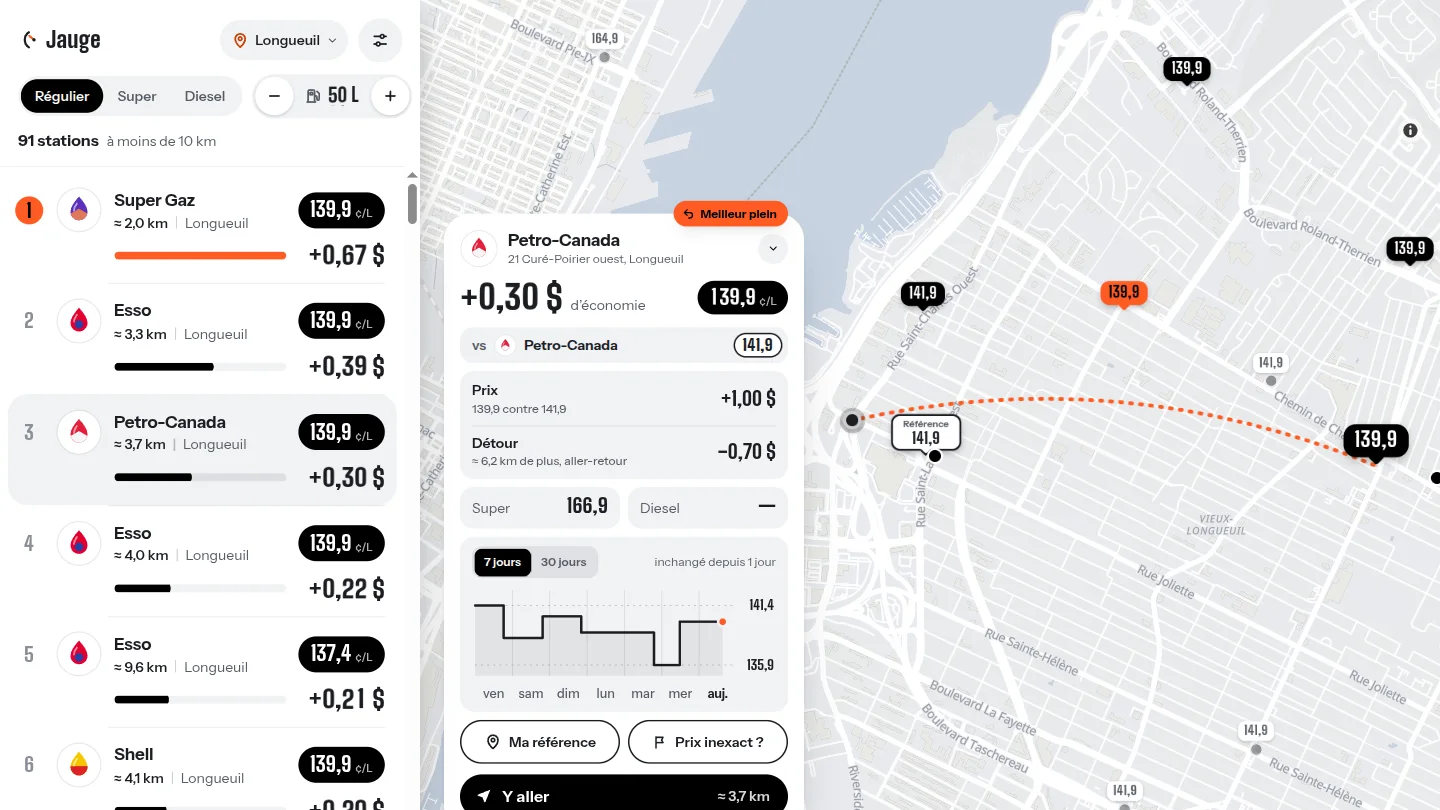 Jauge
Longueuil
Régulier Super Diesel
50 L
91 stations à moins de 10 km
1
Super Gaz
≈ 2,0 km Longueuil
139,9 ¢/L
+0,67 $
2
Esso
≈ 3,3 km Longueuil
139,9 ¢/L
+0,39 $
3
Petro-Canada
≈ 3,7 km Longueuil
139,9 ¢/L
+0,30 $
4
Esso
≈ 4,0 km Longueuil
139,9 ¢/L
+0,22 $
5
Esso
≈ 9,6 km Longueuil
137,4 ¢/L
+0,21 $
6
Shell
≈ 4,1 km Longueuil
139,9 ¢/L
Meilleur plein
Petro-Canada
21 Curé-Poirier ouest, Longueuil
+0,30 $ d’économie
139,9 ¢/L
vs Petro-Canada 141,9
Prix
139,9 contre 141,9
+1,00 $
Détour
≈ 6,2 km de plus, aller-retour
−0,70 $
Super 166,9
Diesel —
7 jours 30 jours
inchangé depuis 1 jour
141,4
135,9
ven sam dim lun mar mer auj.
Ma référence
Prix inexact ?
Y aller ≈ 3,7 km
Boulevard Pie-IX
164,9
139,9
Boulevard Roland-Therrien
139,9
Boulevard Roland-Therrien
141,9
139,9
Rue Saint-Charles Ouest
141,9
Référence
141,9
139,9
VIEUX-
LONGUEUIL
Rue Joliette
Rue Sainte-Hélène
Rue Joliette
Boulevard La Fayette
Boulevard Taschereau
141,9
Rue Sainte-Hélène
141,9